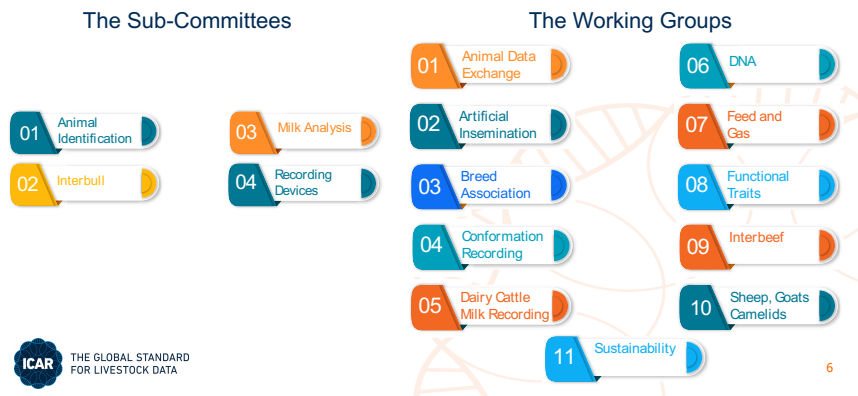 The Sub-Committees
01
Animal
Identification
02
Interbull
03
Milk Analysis
04
Recording
Devices
The Working Groups
01
Animal Data
Exchange
02
Artificial
Insemination
03
Breed
Association
04
Conformation
Recording
05
Dairy Cattle
Milk Recording
06
DNA
07
Feed and
Gas
08
Functional
Traits
09
Interbeef
10
Sheep, Goats
Camelids
11
Sustainability
ICAR
THE GLOBAL STANDARD
FOR LIVESTOCK DATA
6